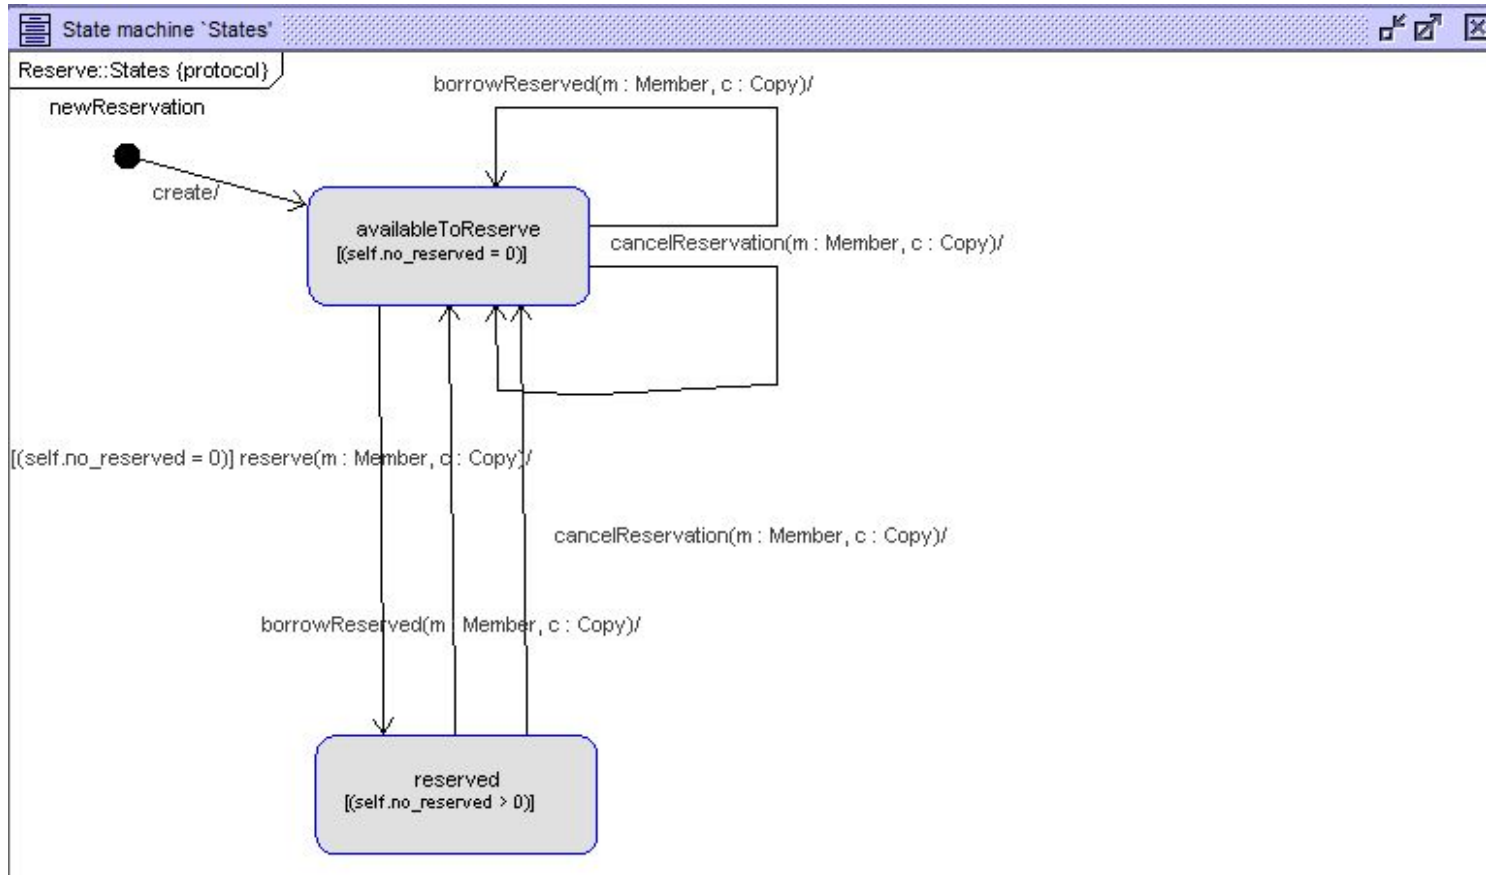 State machine `States'
Reserve::States {protocol}
borrowReserved(m : Member, c : Copy)/
newReservation
create/
availableToReserve
[(self.no_reserved = 0)]
cancelReservation(m : Member, c : Copy)/
[(self.no_reserved = 0)] reserve(m : Member, c : Copy)/
cancelReservation(m : Member, c : Copy)/
borrowReserved(m : Member, c : Copy)/
reserved
[(self.no_reserved > 0)]